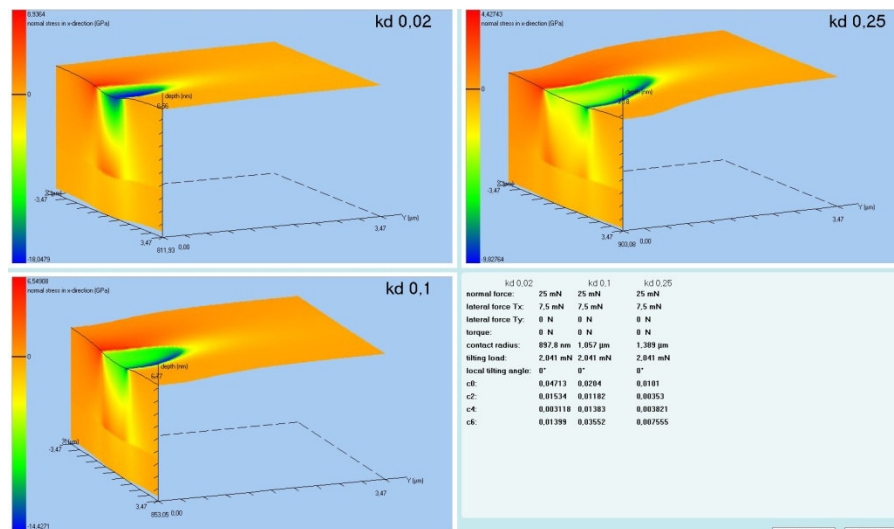 8,9364
normal stress in x-direction (GPa)
kd 0,02
0
depth [nm]
6,56
-3.47
3.47
811,93
0,00
3.47
Y [µm]
-18,0479
4,42743
normal stress in x-direction (GPa)
kd 0,25
0
depth [nm]
-3.47
3.47
900,08
0,00
3.47
Y [µm]
-9,82764
6,54908
normal stress in x-direction (GPa)
kd 0,1
0
depth [nm]
-3.47
3.47
853,05
0,00
3.47
Y [µm]
-14,4271
kd 0,02 kd 0,1 kd 0,25
normal force: 25 mN 25 mN 25 mN
lateral force Tx: 7,5 mN 7,5 mN 7,5 mN
lateral force Ty: 0 N 0 N 0 N
torque: 0 N 0 N 0 N
contact radius: 897,8 nm 1,057 µm 1,389 µm
tilting load: 2,041 mN 2,041 mN 2,041 mN
local tilting angle: 0° 0° 0°
c0: 0,04713 0,0204 0,0101
c2: 0,01534 0,01182 0,00353
c4: 0,003118 0,01383 0,003821
c6: 0,01399 0,03552 0,007555